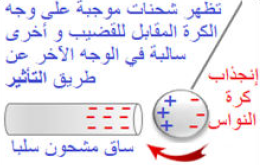 تظهر شحنات موجبة على وجه
الكرة المقابل للقضيب و أخرى
سالبة في الوجه الآخر عن
طريق التأثير
إنجذاب
كرة
النواس
ساق مشحون سلبا